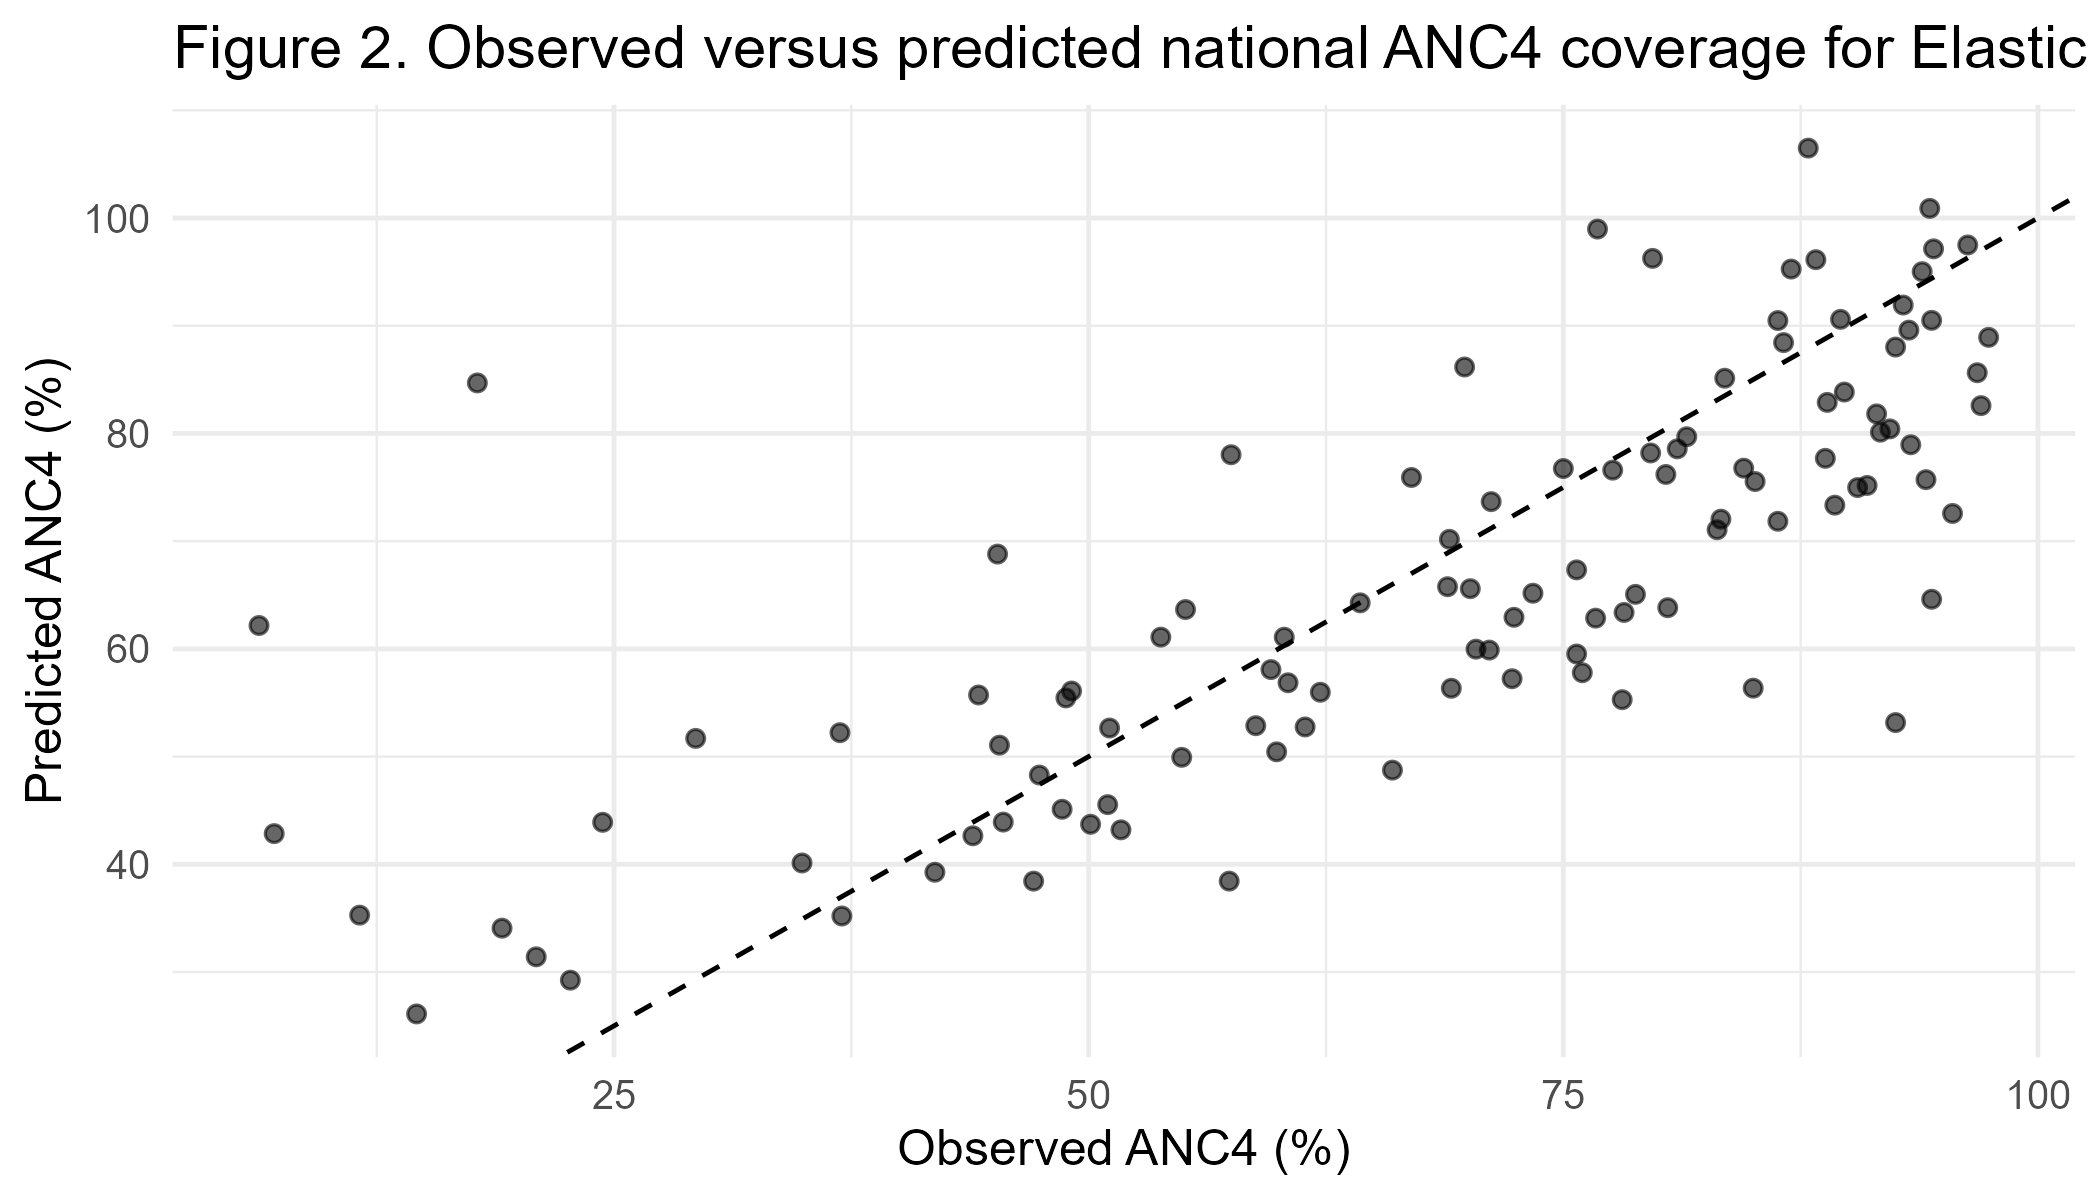 Figure 2. Observed versus predicted national ANC4 coverage for Elastic
100
80
60
40
Predicted ANC4 (%)
25 50 75 100
Observed ANC4 (%)